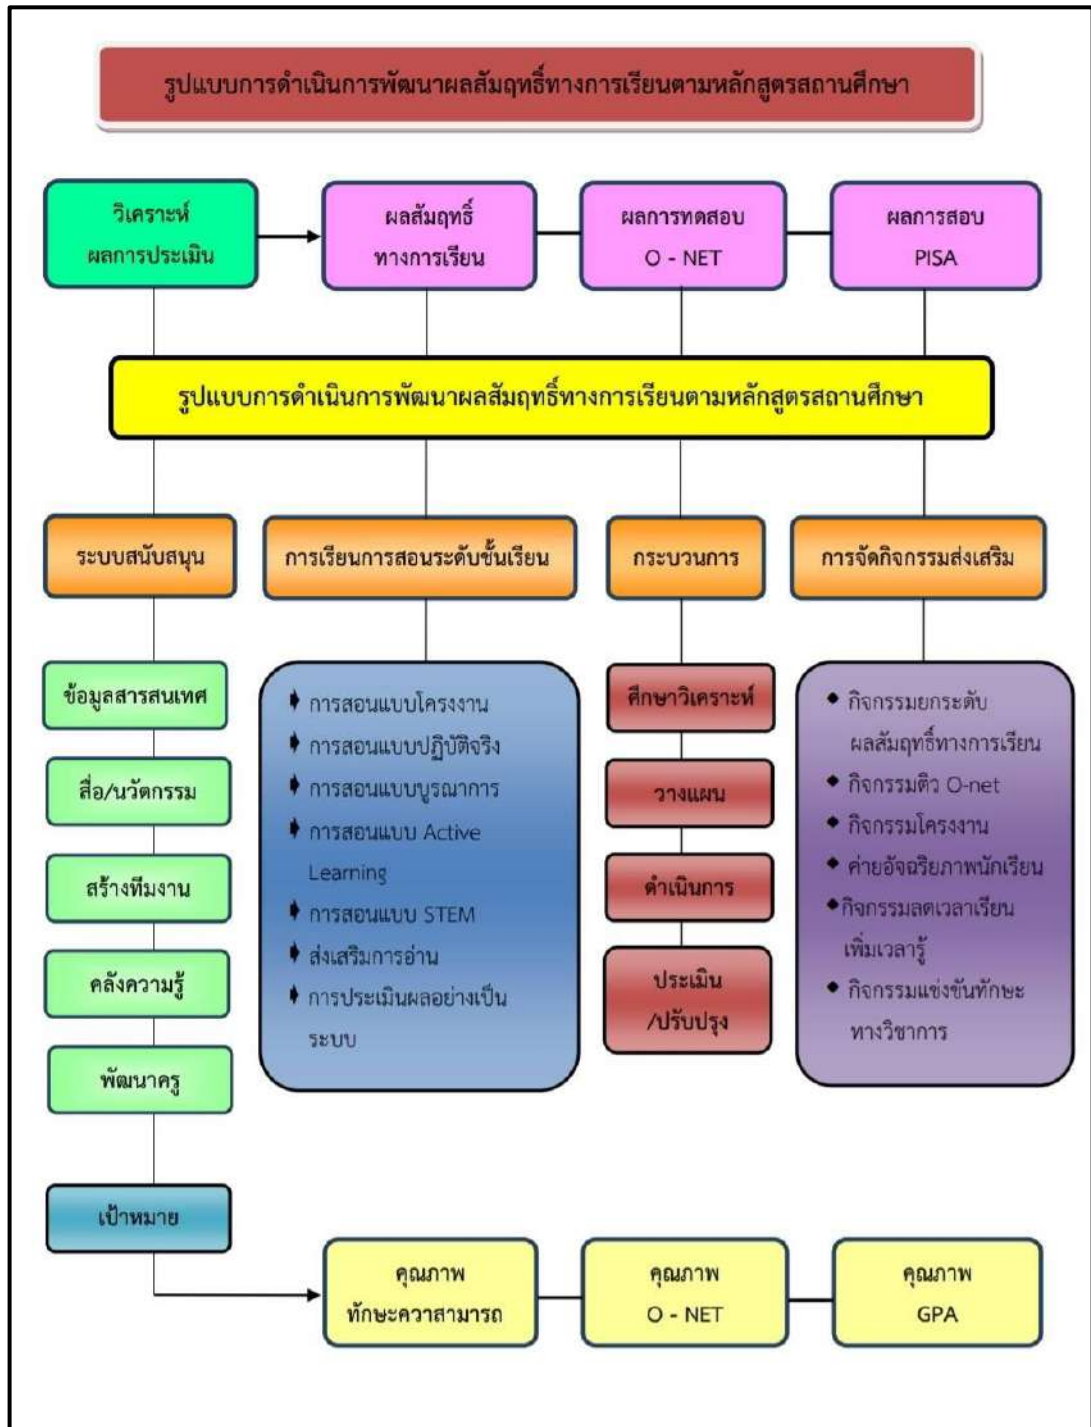 รูปแบบการดำเนินการพัฒนาผลสัมฤทธิ์ทางการเรียนตามหลักสูตรสถานศึกษา
วิเคราะห์
ผลการประเมิน
ผลสัมฤทธิ์
ทางการเรียน
ผลการทดสอบ
O - NET
ผลการสอบ
PISA
รูปแบบการดำเนินการพัฒนาผลสัมฤทธิ์ทางการเรียนตามหลักสูตรสถานศึกษา
ระบบสนับสนุน
การเรียนการสอนระดับชั้นเรียน
กระบวนการ
การจัดกิจกรรมส่งเสริม
ข้อมูลสารสนเทศ
สื่อ/นวัตกรรม
สร้างทีมงาน
คลังความรู้
พัฒนาครู
การสอนแบบโครงงาน
การสอนแบบปฏิบัติจริง
การสอนแบบบูรณาการ
การสอนแบบ Active
Learning
การสอนแบบ STEM
ส่งเสริมการอ่าน
การประเมินผลอย่างเป็น
ระบบ
ศึกษาวิเคราะห์
วางแผน
ดำเนินการ
ประเมิน
/ปรับปรุง
กิจกรรมยกระดับ
ผลสัมฤทธิ์ทางการเรียน
กิจกรรมติว O-net
กิจกรรมโครงงาน
ค่ายอัจฉริยภาพนักเรียน
กิจกรรมลดเวลาเรียน
เพิ่มเวลารู้
กิจกรรมแข่งขันทักษะ
ทางวิชาการ
เป้าหมาย
คุณภาพ
ทักษะควาสามารถ
คุณภาพ
O - NET
คุณภาพ
GPA